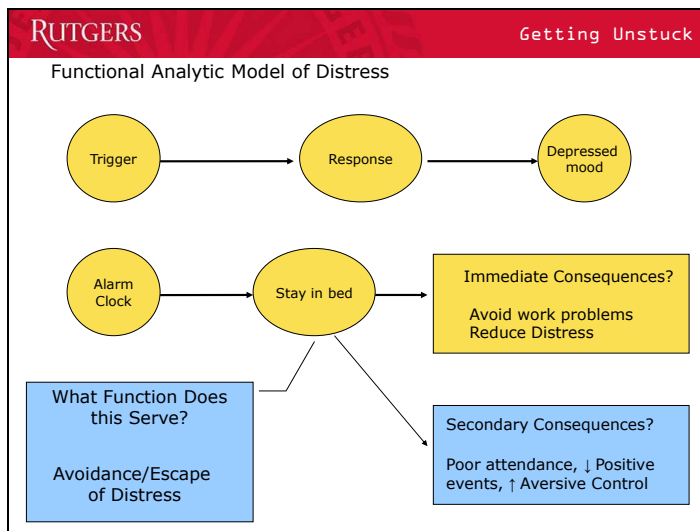 RUTGERS
Getting Unstuck
Functional Analytic Model of Distress
Trigger
Response
Depressed
mood
Alarm
Clock
Stay in bed
Immediate Consequences?
Avoid work problems
Reduce Distress
What Function Does
this Serve?
Avoidance/Escape
of Distress
Secondary Consequences?
Poor attendance, ↓ Positive
events, ↑ Aversive Control